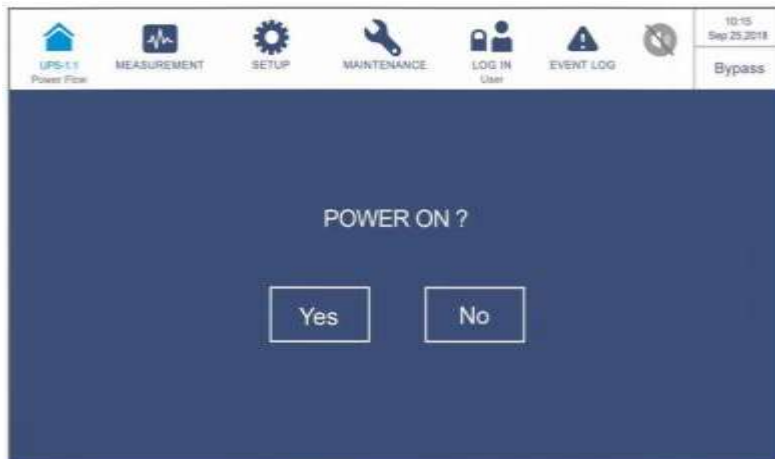 UPS-1.1
Power Flow
MEASUREMENT
SETUP
MAINTENANCE
LOG IN
User
EVENT LOG
10:15
Sep 25,2018
Bypass
POWER ON ?
Yes
No